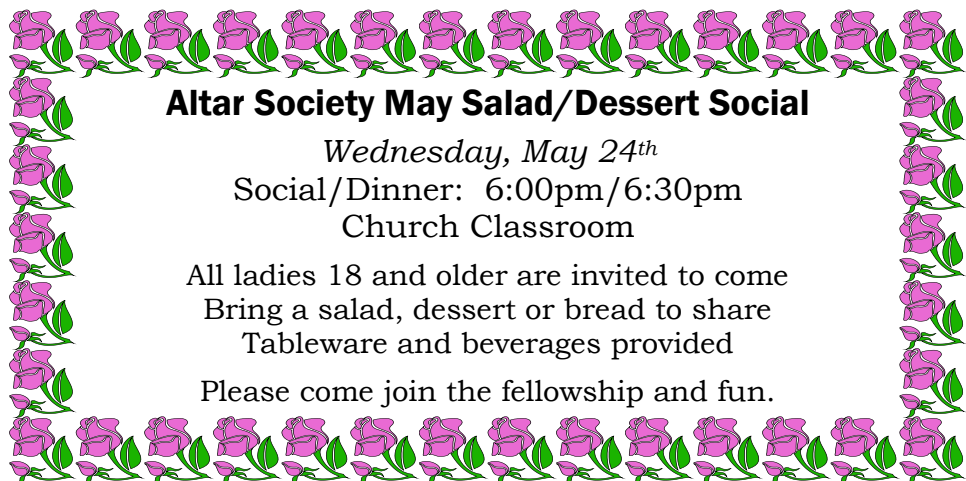 Altar Society May Salad/Dessert Social
Wednesday, May 24th
Social/Dinner:  6:00pm/6:30pm
Church Classroom
All ladies 18 and older are invited to come
Bring a salad, dessert or bread to share
Tableware and beverages provided
Please come join the fellowship and fun.